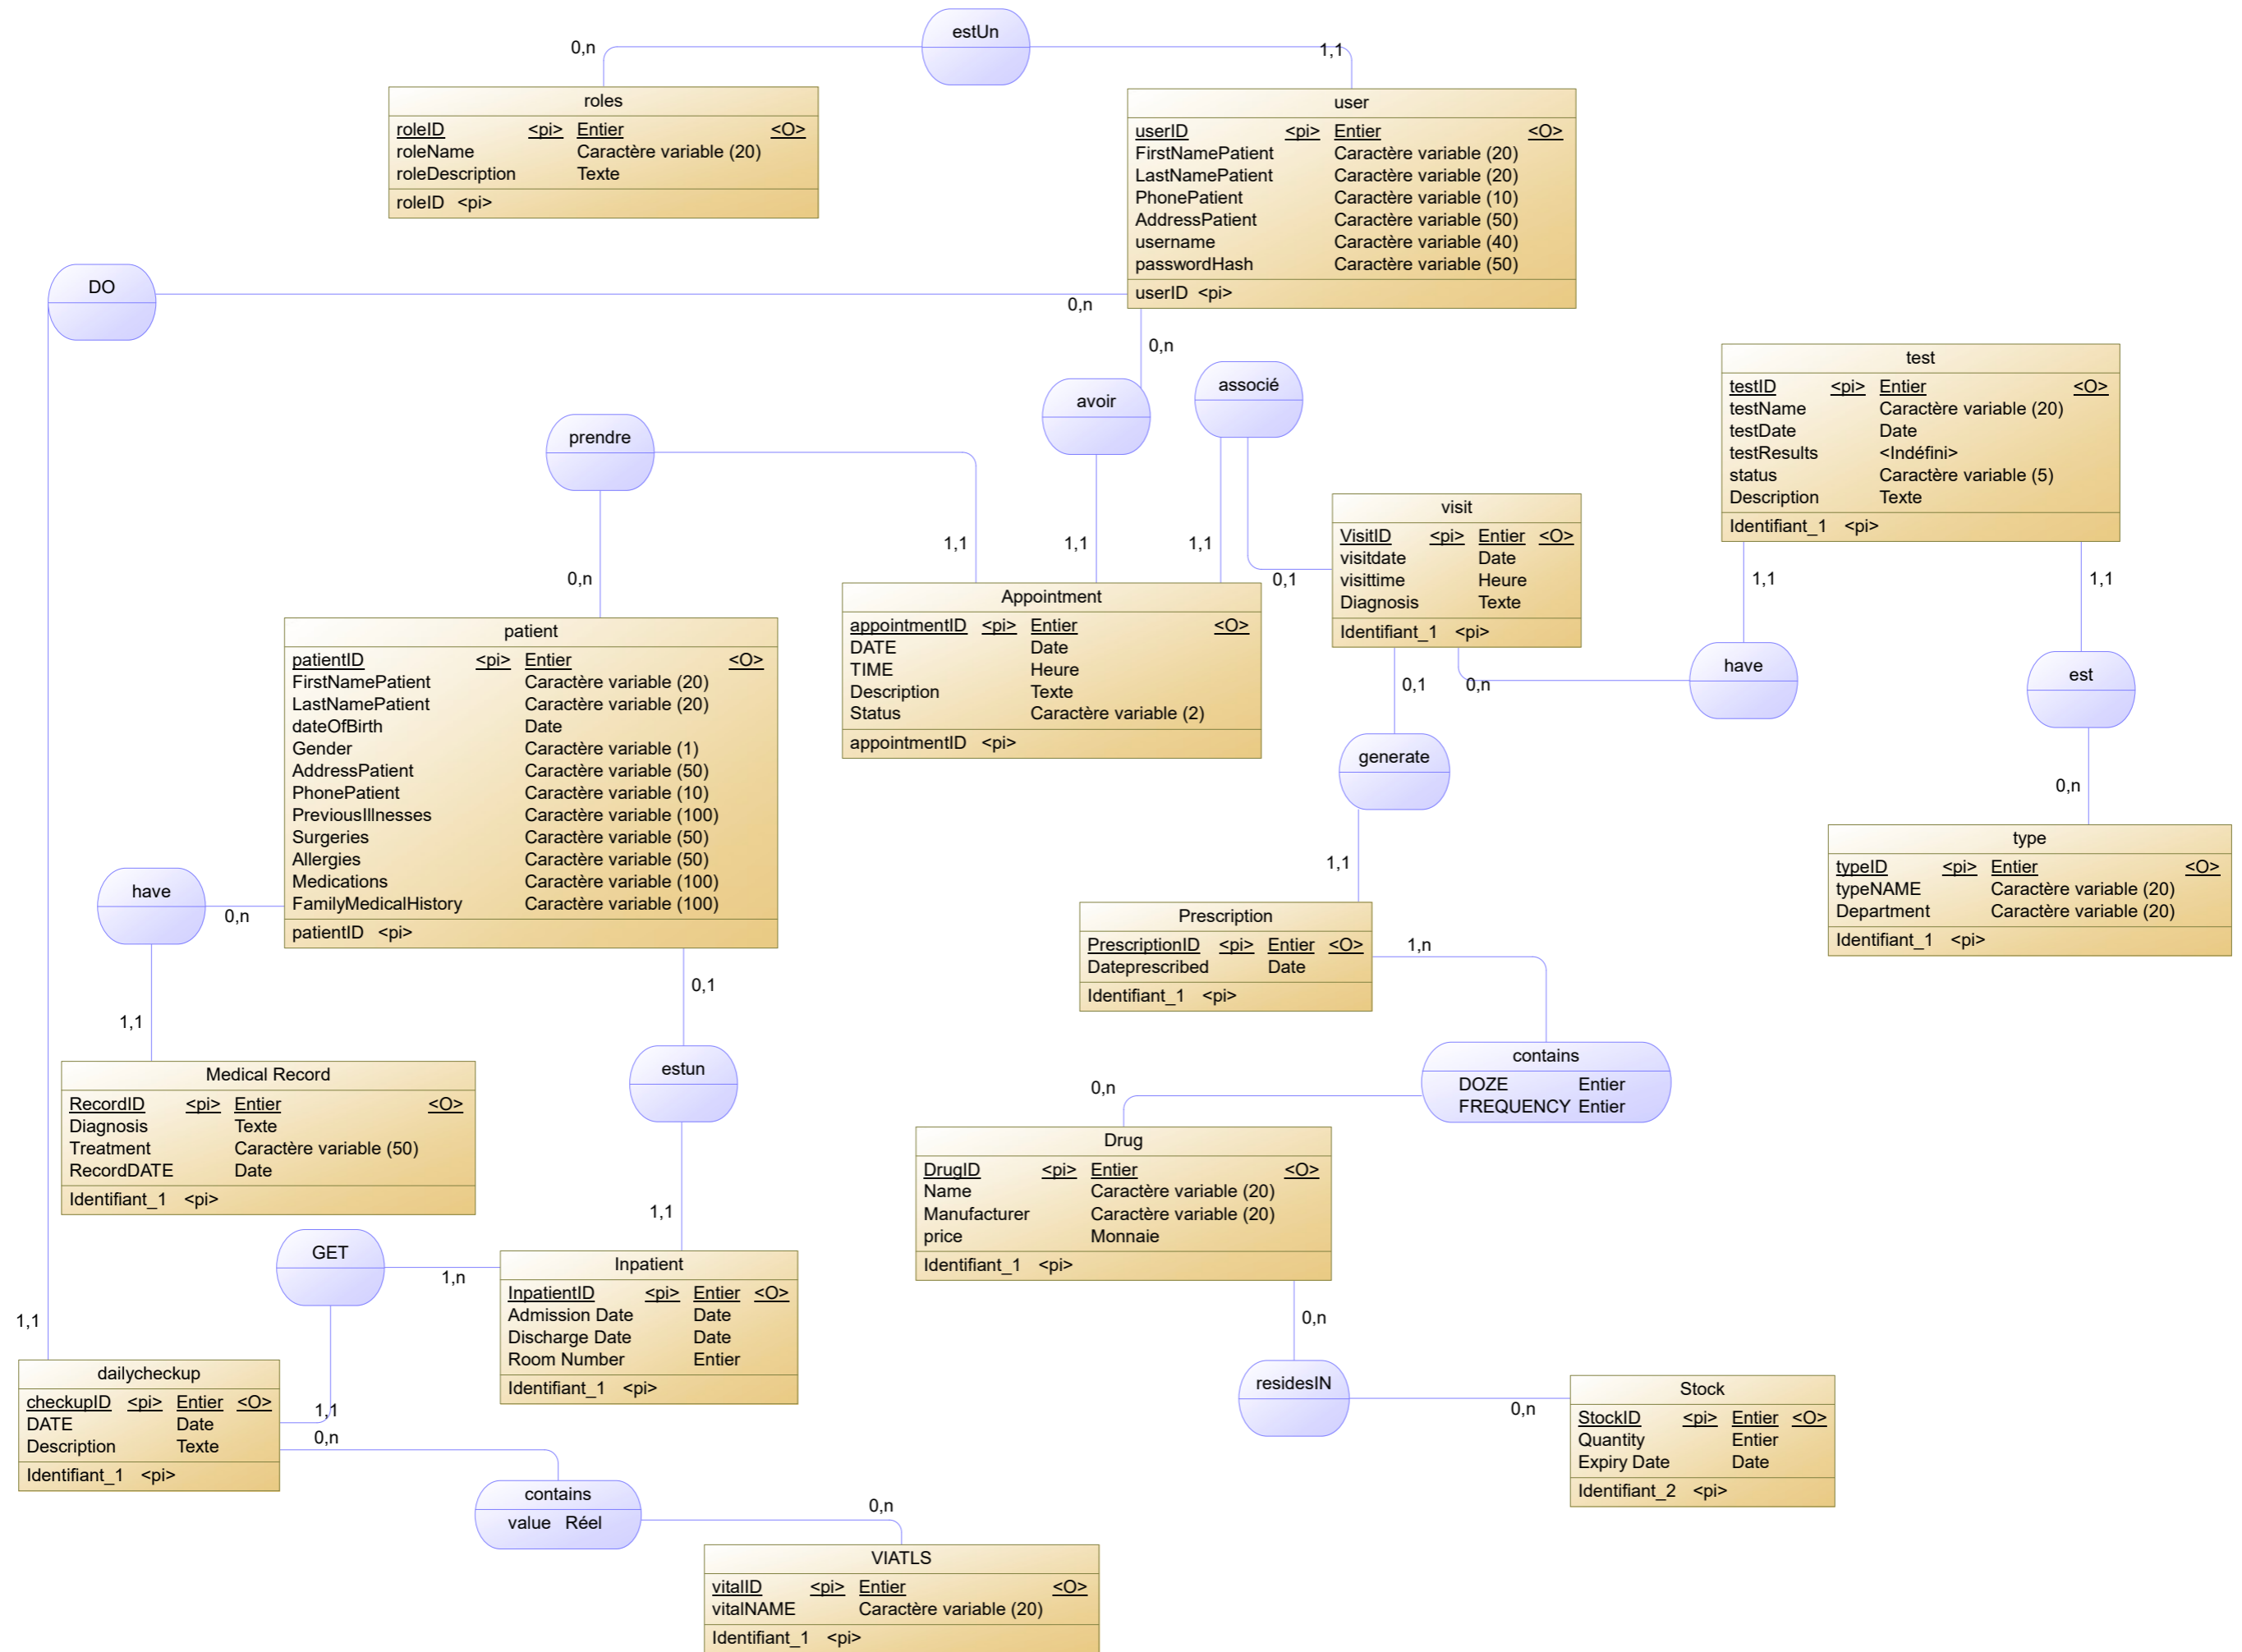 estUn
0,n
1,1
roles
roleID <pi> Entier <O>
roleName Caractère variable (20)
roleDescription Texte
roleID <pi>
user
userID <pi> Entier <O>
FirstNamePatient Caractère variable (20)
LastNamePatient Caractère variable (20)
PhonePatient Caractère variable (10)
AddressPatient Caractère variable (50)
username Caractère variable (40)
passwordHash Caractère variable (50)
userID <pi>
DO
0,n
0,n
avoir
associé
prendre
1,1
1,1
1,1
0,1
0,n
test
testID <pi> Entier <O>
testName Caractère variable (20)
testDate Date
testResults <Indéfini>
status Caractère variable (5)
Description Texte
Identifiant_1 <pi>
visit
VisitID <pi> Entier <O>
visitdate Date
visittime Heure
Diagnosis Texte
Identifiant_1 <pi>
1,1
1,1
Appointment
appointmentID <pi> Entier <O>
DATE Date
TIME Heure
Description Texte
Status Caractère variable (2)
appointmentID <pi>
patient
patientID <pi> Entier <O>
FirstNamePatient Caractère variable (20)
LastNamePatient Caractère variable (20)
dateOfBirth Date
Gender Caractère variable (1)
AddressPatient Caractère variable (50)
PhonePatient Caractère variable (10)
PreviousIllnesses Caractère variable (100)
Surgeries Caractère variable (50)
Allergies Caractère variable (50)
Medications Caractère variable (100)
FamilyMedicalHistory Caractère variable (100)
patientID <pi>
0,1
0,n
have
est
generate
0,n
1,1
type
typeID <pi> Entier <O>
typeNAME Caractère variable (20)
Department Caractère variable (20)
Identifiant_1 <pi>
have
0,n
Prescription
PrescriptionID <pi> Entier <O>
Dateprescribed Date
Identifiant_1 <pi>
1,n
0,1
1,1
contains
DOZE Entier
FREQUENCY Entier
estun
0,n
Medical Record
RecordID <pi> Entier <O>
Diagnosis Texte
Treatment Caractère variable (50)
RecordDATE Date
Identifiant_1 <pi>
Drug
DrugID <pi> Entier <O>
Name Caractère variable (20)
Manufacturer Caractère variable (20)
price Monnaie
Identifiant_1 <pi>
1,1
GET
1,n
Inpatient
InpatientID <pi> Entier <O>
Admission Date Date
Discharge Date Date
Room Number Entier
Identifiant_1 <pi>
0,n
1,1
residesIN
0,n
Stock
StockID <pi> Entier <O>
Quantity Entier
Expiry Date Date
Identifiant_2 <pi>
dailycheckup
checkupID <pi> Entier <O>
DATE Date
Description Texte
Identifiant_1 <pi>
1,1
0,n
contains
value Réel
0,n
VIATLS
vitalID <pi> Entier <O>
vitalNAME Caractère variable (20)
Identifiant_1 <pi>